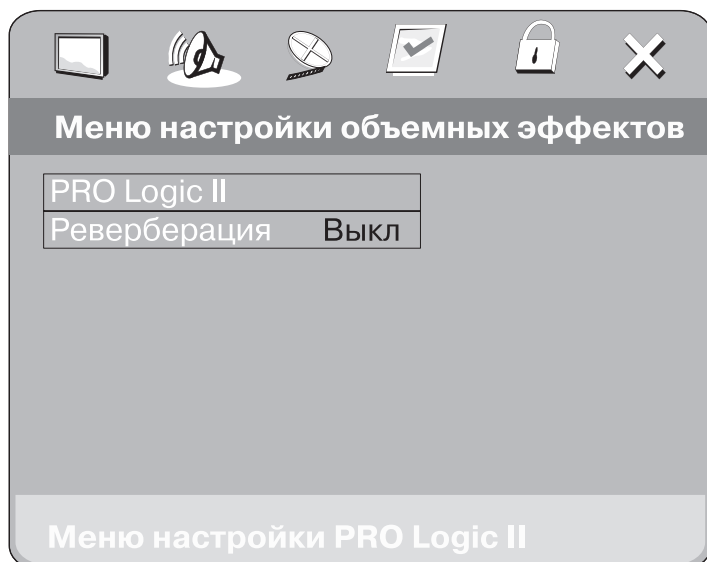 Меню настройки объемных эффектов
PRO Logic II
Реверберация Выкл
Меню настройки PRO Logic II